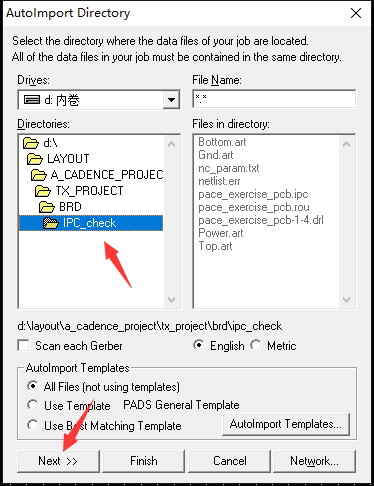 AutoImport Directory
Select the directory where the data files of your job are located.
All of the data files in your job must be contained in the same directory.
Drives:
File Name:
d: 内卷
*.*
Directories:
Files in directory:
d:\
LAYOUT
A_CADENCE_PROJEC
TX_PROJECT
BRD
IPC_check
Bottom.art
Gnd.art
nc_param.txt
netlist.err
pace_exercise_pcb.ipc
pace_exercise_pcb.rou
pace_exercise_pcb-1-4.drl
Power.art
Top.art
d:\layout\a_cadence_project\tx_project\brd\ipc_check
Scan each Gerber
English
Metric
AutoImport Templates
All Files (not using templates)
Use Template
PADS General Template
Use Best Matching Template
AutoImport Templates...
Next >>
Finish
Cancel
Network...